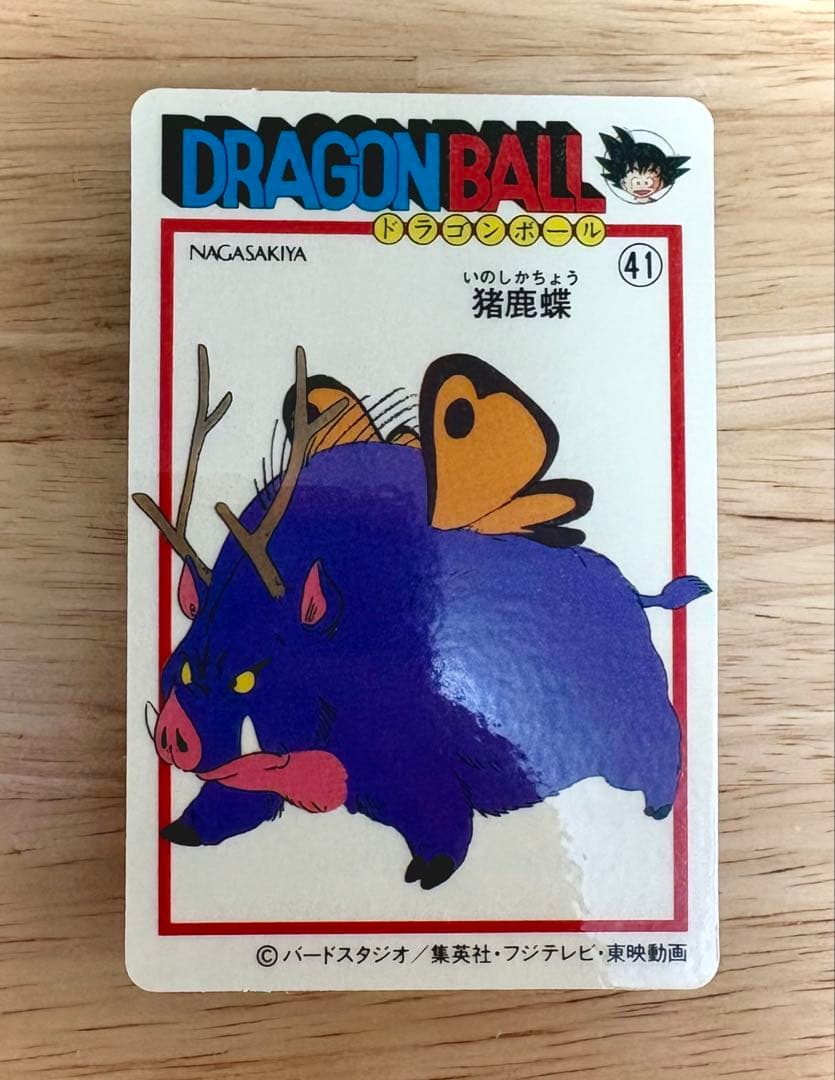 DRAGON BALL
ドラゴンボール
NAGASAKIYA
41
いのしかちょう
猪鹿蝶
© バードスタジオ/集英社・フジテレビ・東映動画